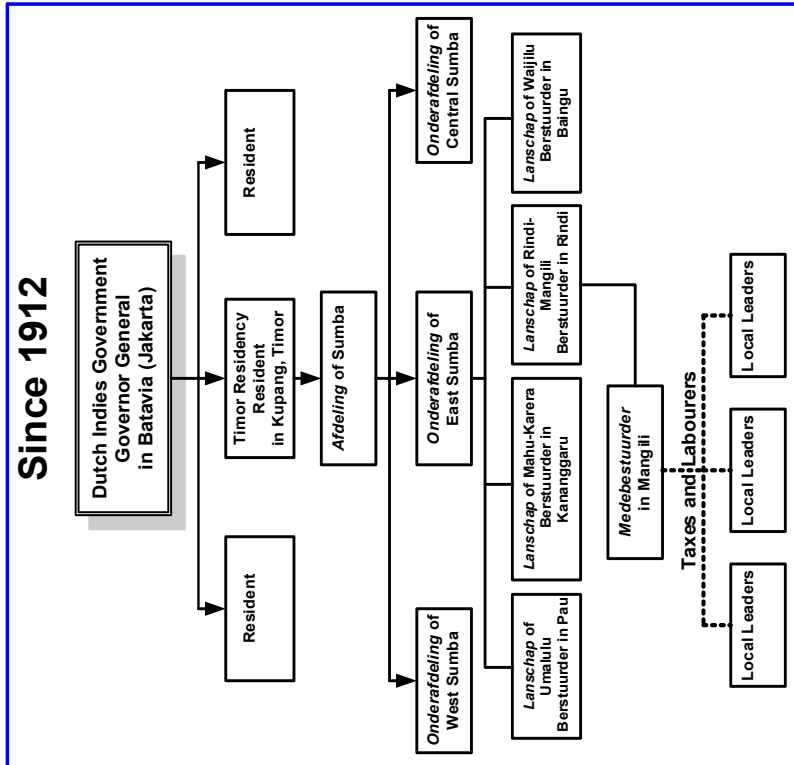 Since 1912
Dutch Indies Government
Governor General
in Batavia (Jakarta)
Resident
Timor Residency
Resident
in Kupang, Timor
Resident
Afdeling of Sumba
Onderafdeling of
West Sumba
Onderafdeling of
East Sumba
Onderafdeling of
Central Sumba
Lanschap of
Umalulu
Berstuurder in Pau
Lanschap of Mahu-Karera
Berstuurder in
Kananggaru
Lanschap of Rindi-
Mangili
Berstuurder in Rindi
Lanschap of Waijilu
Berstuurder in
Baingu
Medebestuurder
in Mangili
Taxes and Labourers
Local Leaders
Local Leaders
Local Leaders